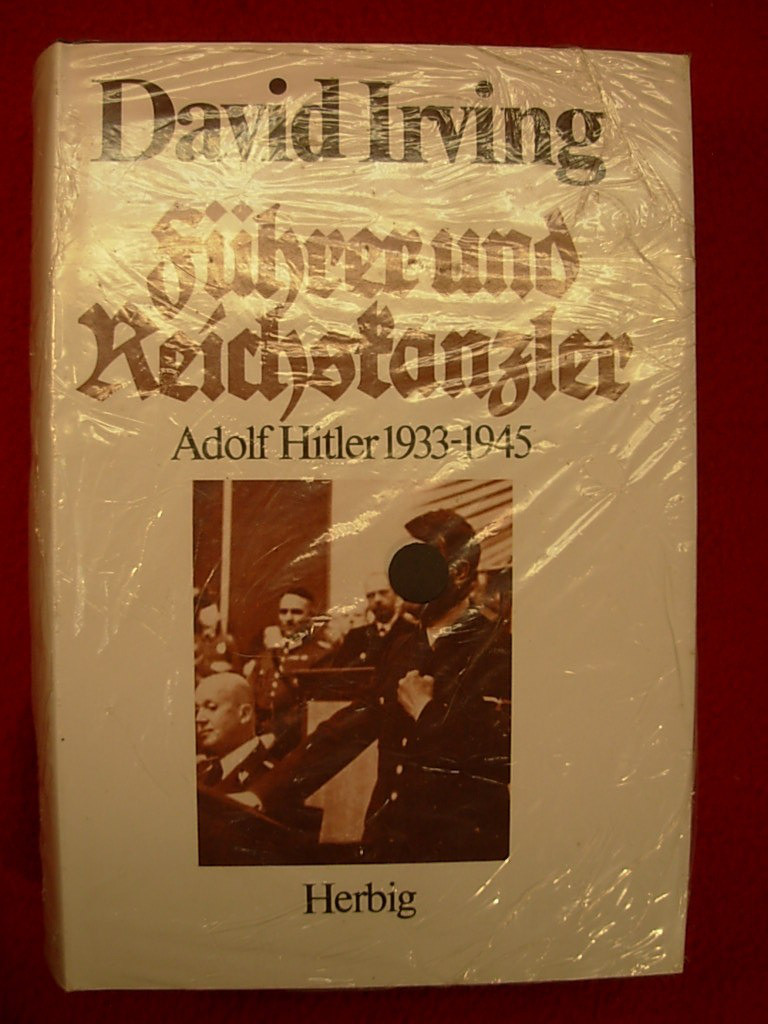 David Irving
Führer und
Reichskanzler
Adolf Hitler 1933-1945
Herbig